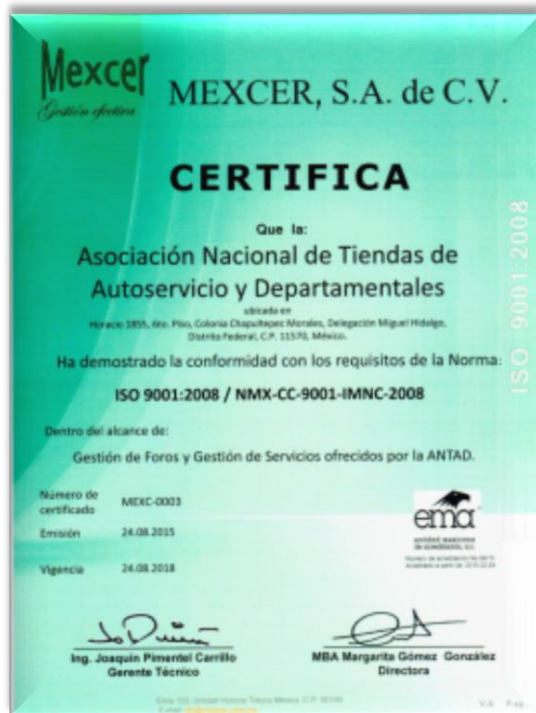 Mexcer
Gestión efectiva
MEXCER, S.A. de C.V.
CERTIFICA
Que la:
Asociación Nacional de Tiendas de
Autoservicio y Departamentales
ubicada en
Horacio 1855, 6to. Piso, Colonia Chapultepec Morales, Delegación Miguel Hidalgo,
Distrito Federal, C.P. 11570, México.
Ha demostrado la conformidad con los requisitos de la Norma:
ISO 9001:2008 / NMX-CC-9001-IMNC-2008
Dentro del alcance de:
Gestión de Foros y Gestión de Servicios ofrecidos por la ANTAD.
Número de
certificado
MEXC-0003
Emisión
24.08.2015
Vigencia
24.08.2018
ISO 9001:2008
ema
entidad mexicana
de acreditación, a.c.
Ing. Joaquín Pimentel Carrillo
Gerente Técnico
MBA Margarita Gómez González
Directora